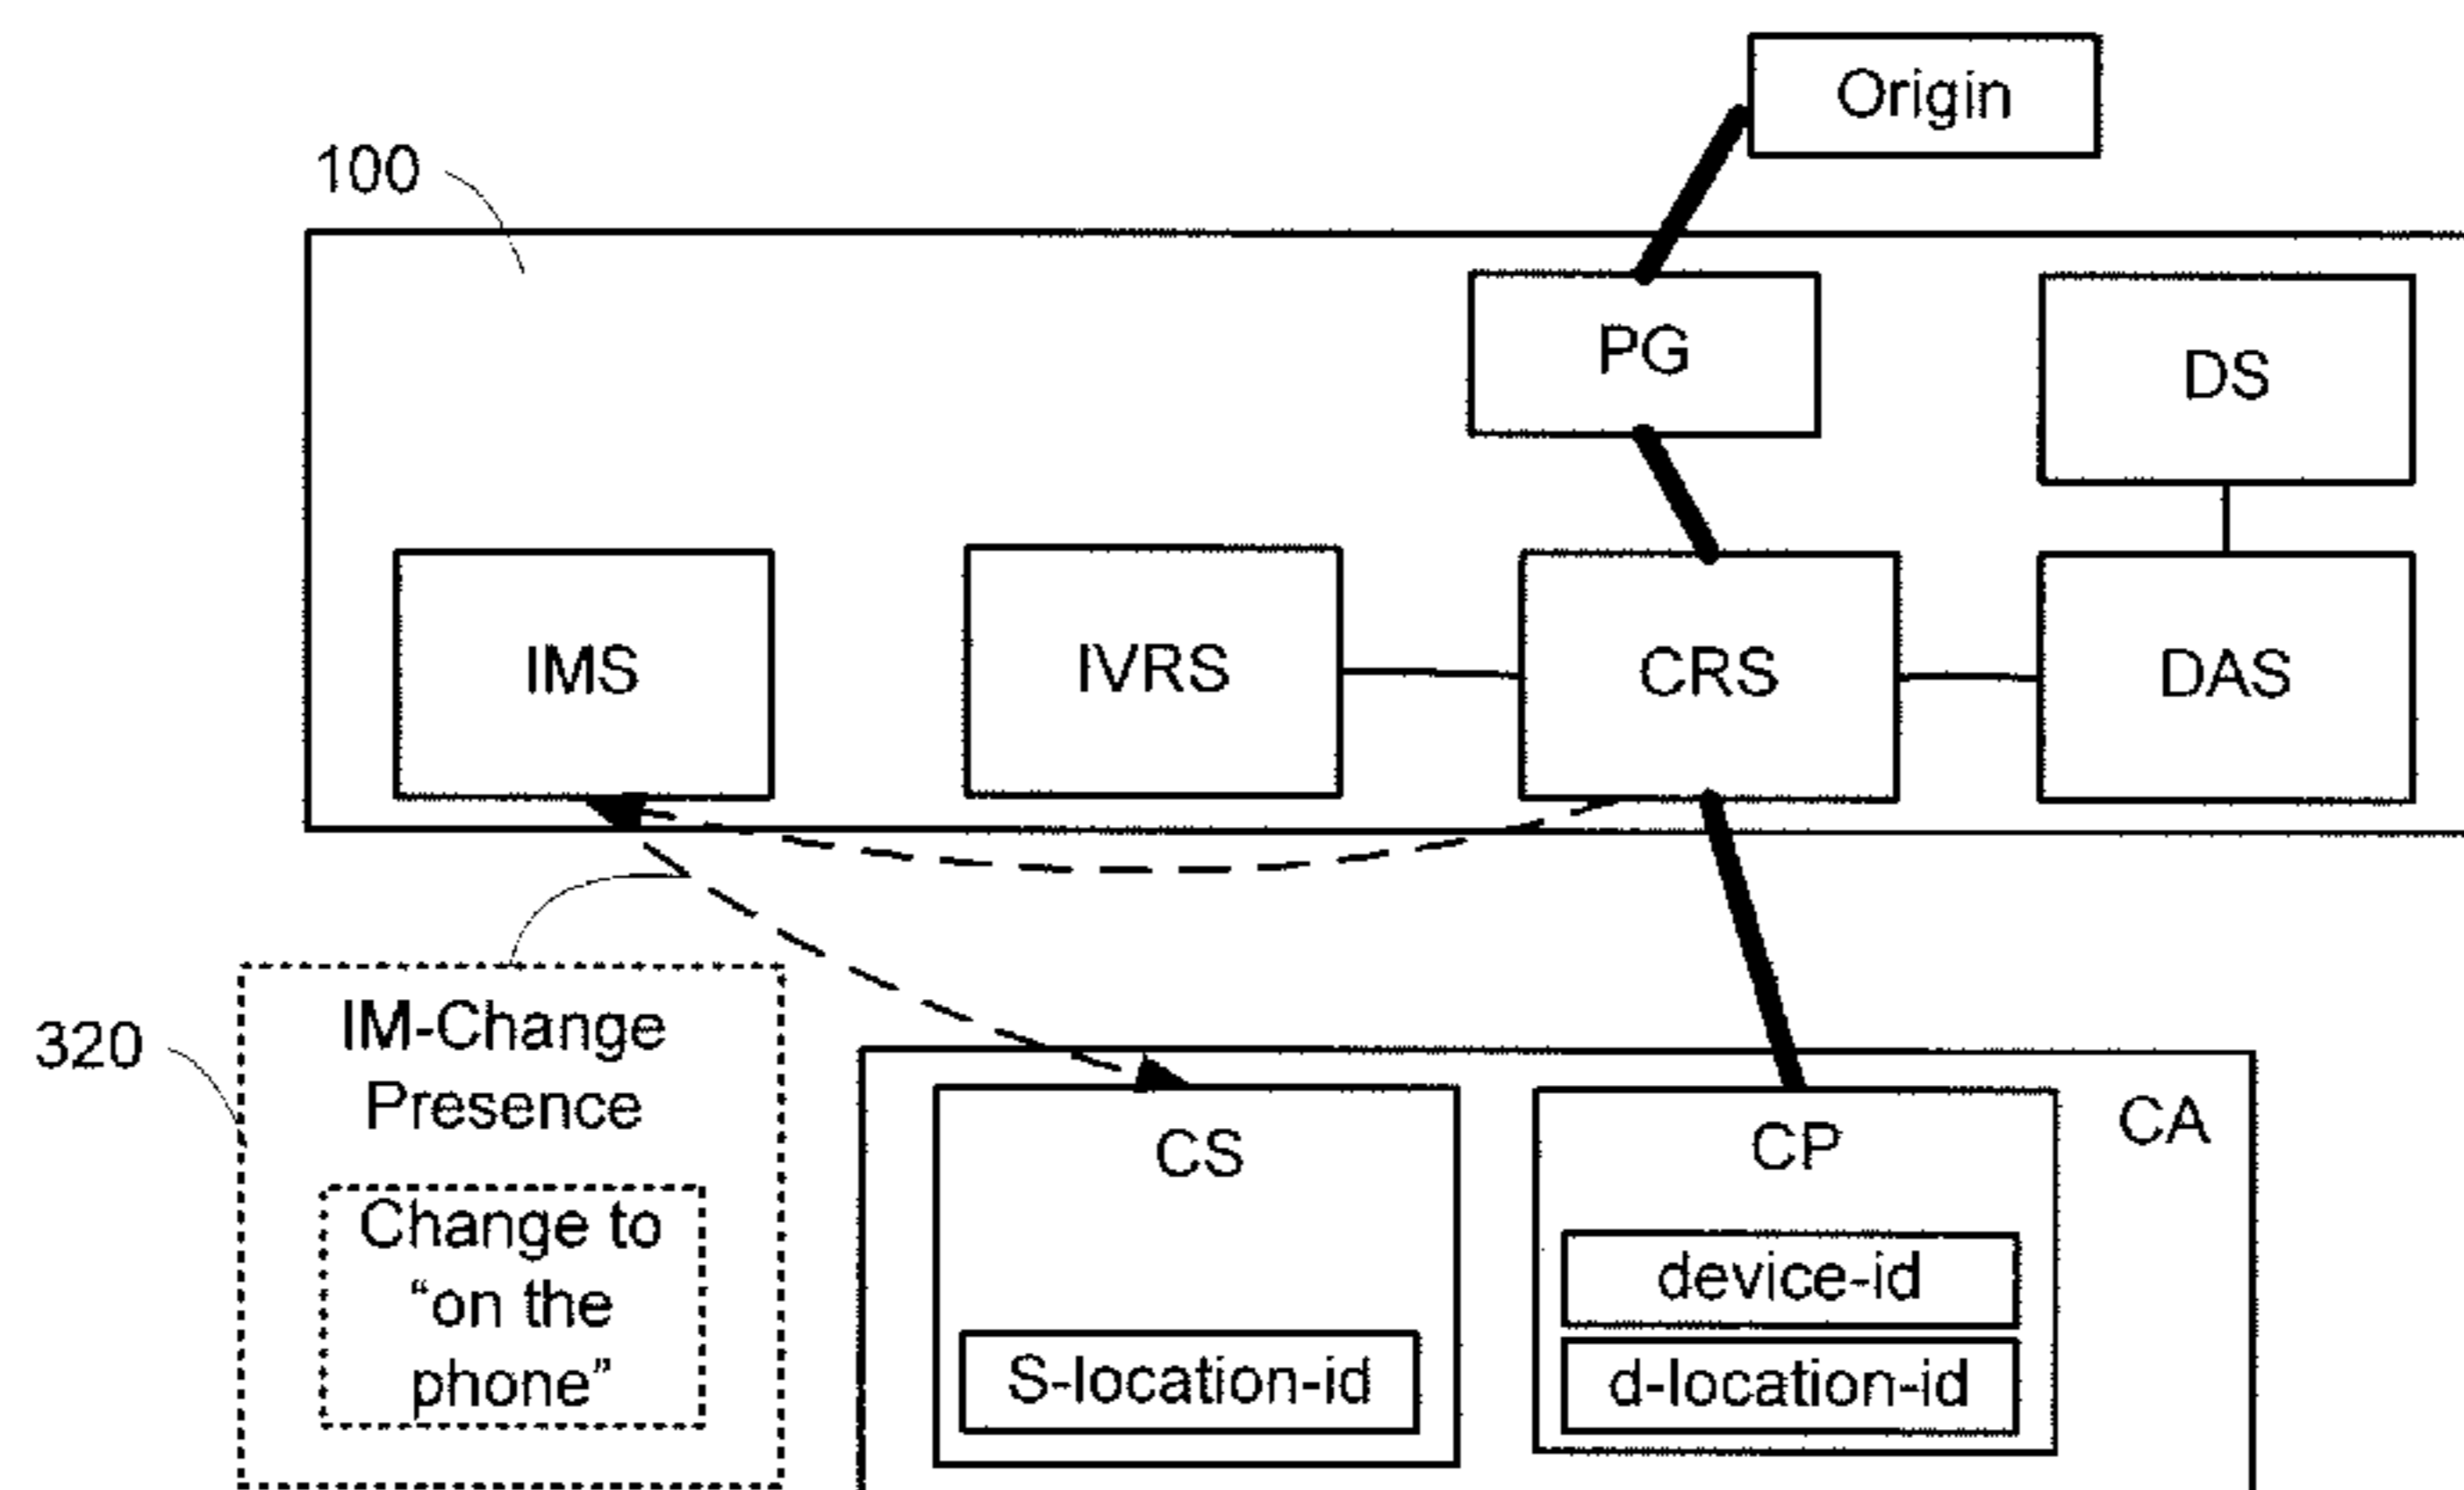 Origin
100
PG
DS
IMS
IVRS
CRS
DAS
320
IM-Change
Presence
Change to
“on the
phone”
CS
S-location-id
CP
device-id
d-location-id
CA